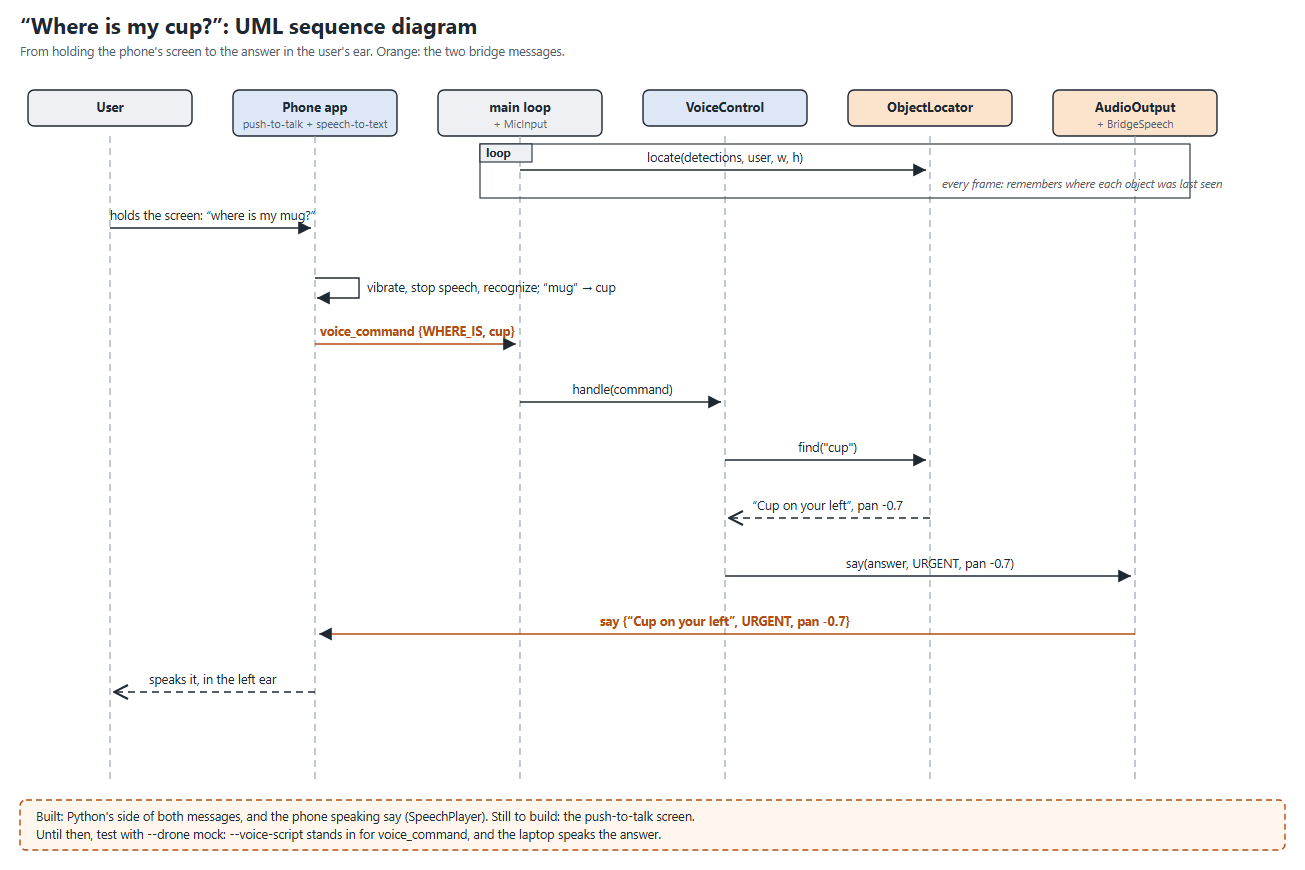 “Where is my cup?”: UML sequence diagram
From holding the phone's screen to the answer in the user's ear. Orange: the two bridge messages.
User
Phone app
push-to-talk + speech-to-text
main loop
+ MicInput
VoiceControl
ObjectLocator
AudioOutput
+ BridgeSpeech
loop
locate(detections, user, w, h)
every frame: remembers where each object was last seen
holds the screen: “where is my mug?”
vibrate, stop speech, recognize; “mug” → cup
voice_command {WHERE_IS, cup}
handle(command)
find("cup")
“Cup on your left”, pan -0.7
say(answer, URGENT, pan -0.7)
say {“Cup on your left”, URGENT, pan -0.7}
speaks it, in the left ear
Built: Python's side of both messages, and the phone speaking say (SpeechPlayer). Still to build: the push-to-talk screen.
Until then, test with --drone mock: --voice-script stands in for voice_command, and the laptop speaks the answer.